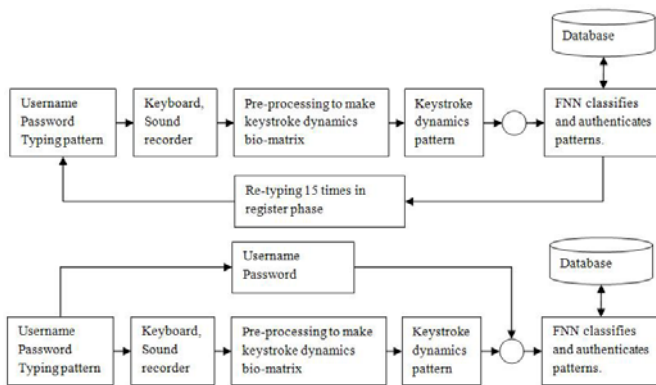 Database
Username
Password
Typing pattern
Keyboard,
Sound
recorder
Pre-processing to make
keystroke dynamics
bio-matrix
Keystroke
dynamics
pattern
FNN classifies
and authenticates
patterns.
Re-typing 15 times in
register phase
Username
Password
Database
Username
Password
Typing pattern
Keyboard,
Sound
recorder
Pre-processing to make
keystroke dynamics
bio-matrix
Keystroke
dynamics
pattern
FNN classifies
and authenticates
patterns.